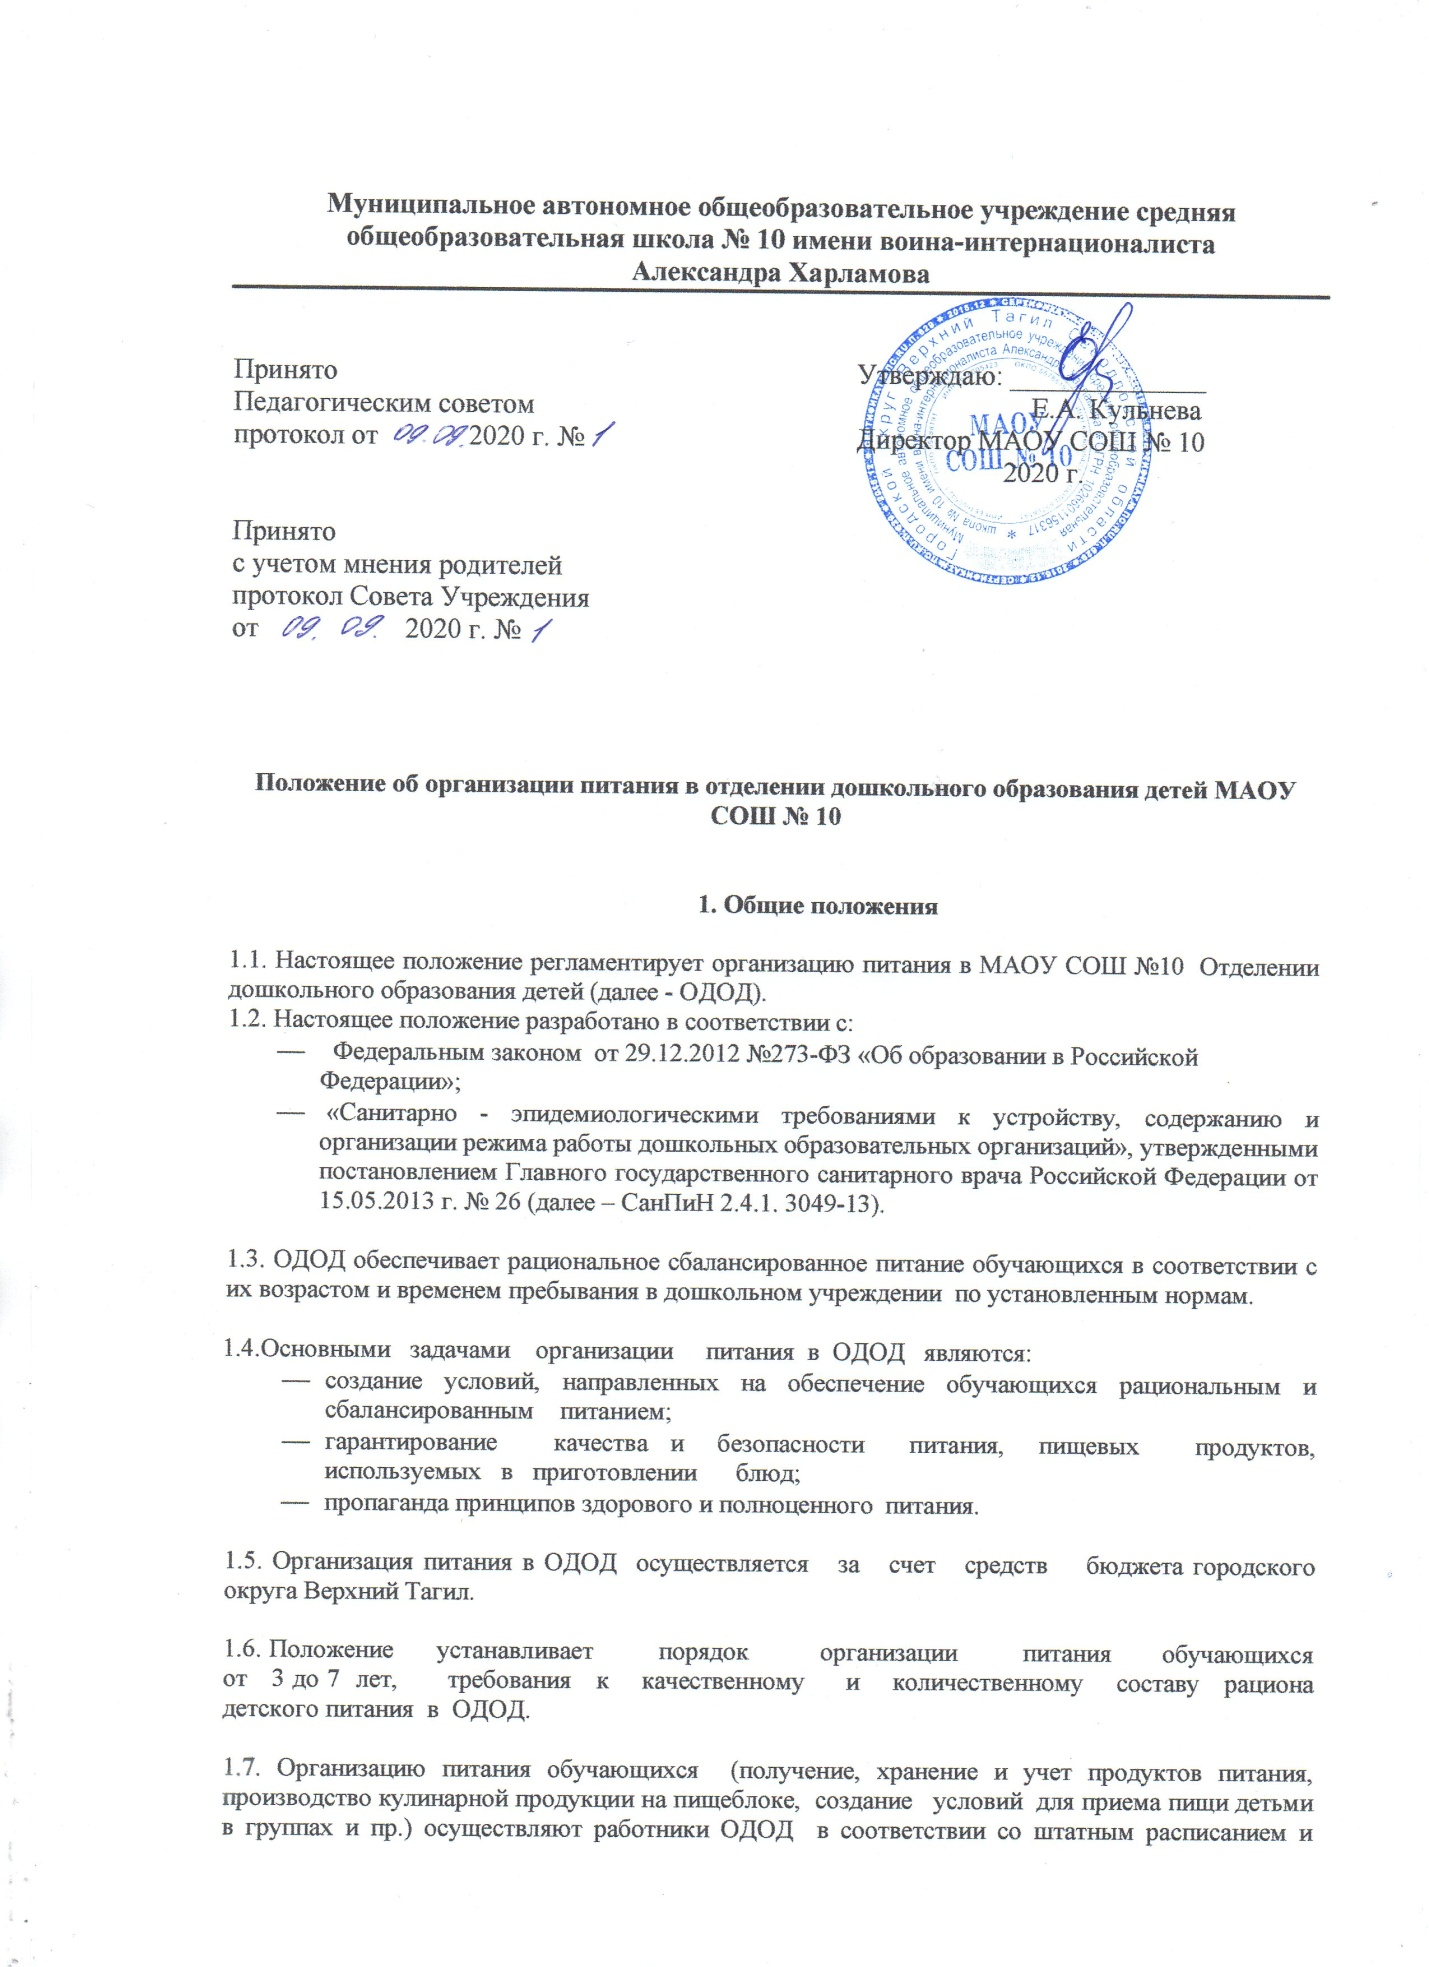 Муниципальное автономное общеобразовательное учреждение средняя
общеобразовательная школа № 10 имени воина-интернационалиста
Александра Харламова
Принято
Педагогическим советом
протокол от 09.09.2020 г. № 1
Утверждаю:
Е.А. Кульнева
Директор МАОУ СОШ № 10
2020 г.
МАОУ
СОШ № 10
Принято
с учетом мнения родителей
протокол Совета Учреждения
от 09. 09. 2020 г. № 1
Положение об организации питания в отделении дошкольного образования детей МАОУ
СОШ № 10
1. Общие положения
1.1. Настоящее положение регламентирует организацию питания в МАОУ СОШ №10 Отделении
дошкольного образования детей (далее - ОДОД).
1.2. Настоящее положение разработано в соответствии с:
— Федеральным законом от 29.12.2012 №273-ФЗ «Об образовании в Российской
Федерации»;
— «Санитарно - эпидемиологическими требованиями к устройству, содержанию и
организации режима работы дошкольных образовательных организаций», утвержденными
постановлением Главного государственного санитарного врача Российской Федерации от
15.05.2013 г. № 26 (далее – СанПиН 2.4.1. 3049-13).
1.3. ОДОД обеспечивает рациональное сбалансированное питание обучающихся в соответствии с
их возрастом и временем пребывания в дошкольном учреждении по установленным нормам.
1.4.Основными задачами организации питания в ОДОД являются:
— создание условий, направленных на обеспечение обучающихся рациональным и
сбалансированным питанием;
— гарантирование качества и безопасности питания, пищевых продуктов,
используемых в приготовлении блюд;
— пропаганда принципов здорового и полноценного питания.
1.5. Организация питания в ОДОД осуществляется за счет средств бюджета городского
округа Верхний Тагил.
1.6. Положение устанавливает порядок организации питания обучающихся
от 3 до 7 лет, требования к качественному и количественному составу рациона
детского питания в ОДОД.
1.7. Организацию питания обучающихся (получение, хранение и учет продуктов питания,
производство кулинарной продукции на пищеблоке, создание условий для приема пищи детьми
в группах и пр.) осуществляют работники ОДОД в соответствии со штатным расписанием и